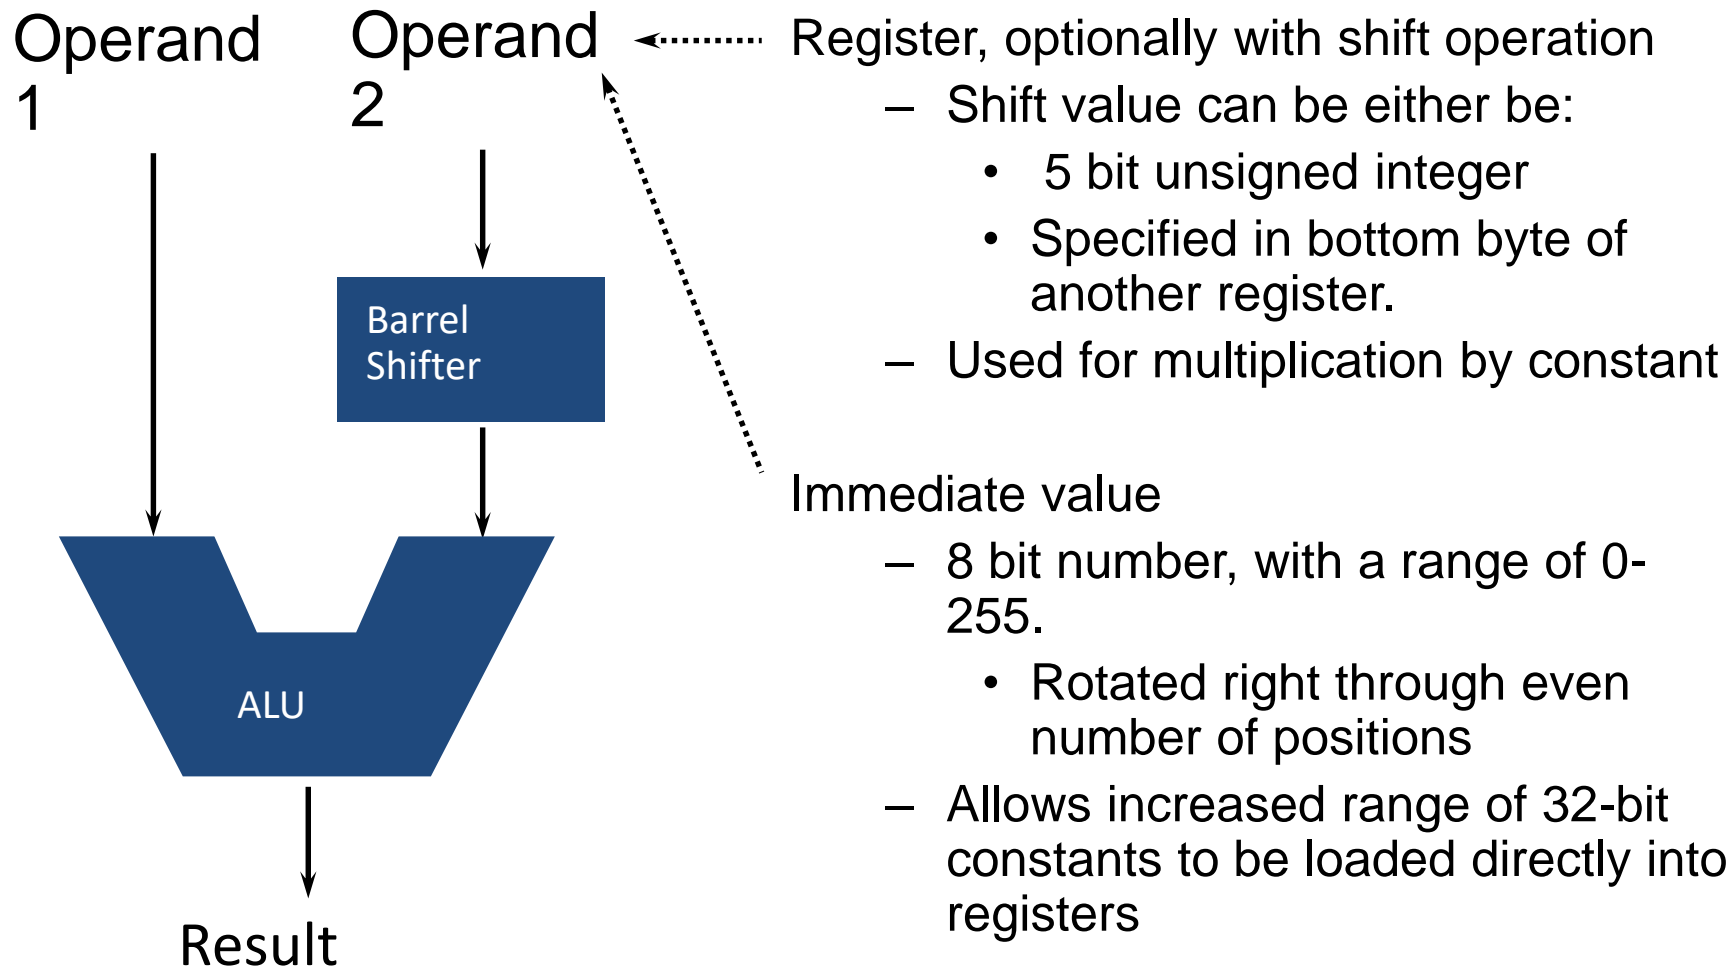 Operand
1
Operand
2
Barrel
Shifter
ALU
Result
Register, optionally with shift operation
– Shift value can be either be:
• 5 bit unsigned integer
• Specified in bottom byte of
another register.
– Used for multiplication by constant
Immediate value
– 8 bit number, with a range of 0-
255.
• Rotated right through even
number of positions
– Allows increased range of 32-bit
constants to be loaded directly into
registers